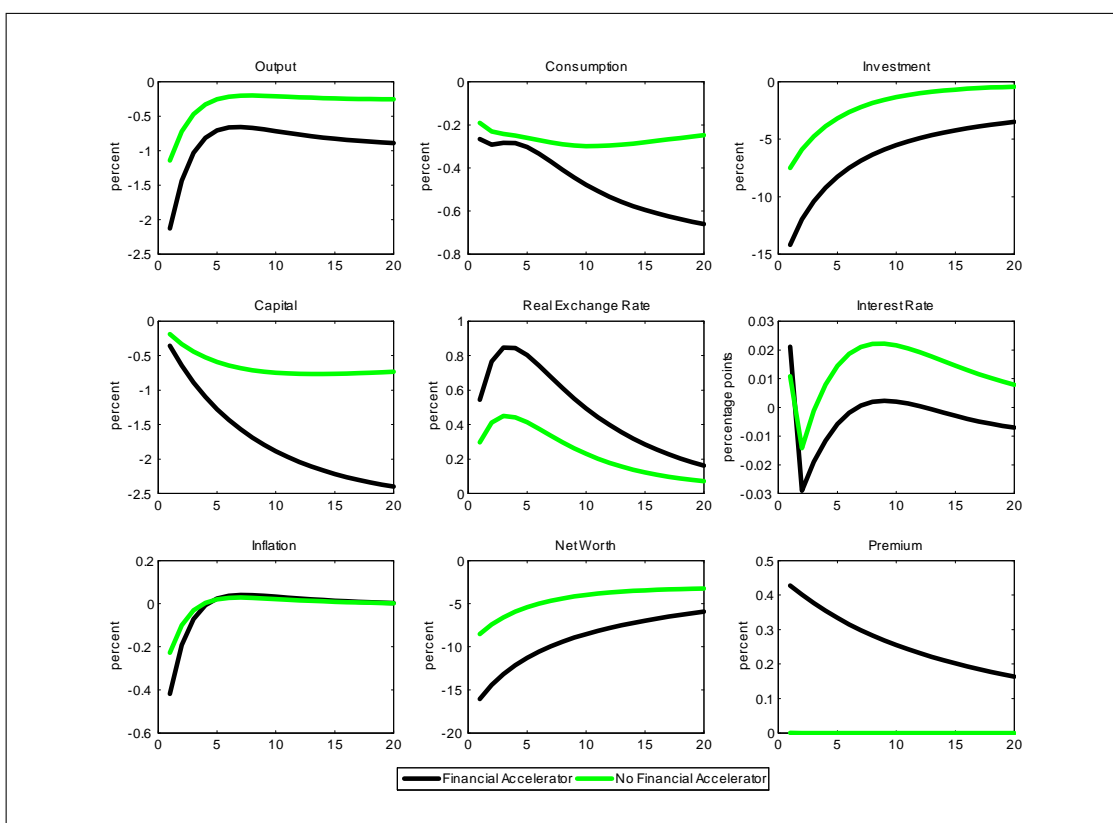 Output
Consumption
Investment
0
-0.5
-1
-1.5
-2
-2.5
percent
0 5 10 15 20
0
-0.2
-0.4
-0.6
-0.8
percent
0 5 10 15 20
0
-5
-10
-15
percent
0 5 10 15 20
Capital
Real Exchange Rate
Interest Rate
0
-0.5
-1
-1.5
-2
-2.5
percent
0 5 10 15 20
1
0.8
0.6
0.4
0.2
0
percent
0 5 10 15 20
0.03
0.02
0.01
0
-0.01
-0.02
-0.03
percentage points
0 5 10 15 20
Inflation
Net Worth
Premium
0.2
0
-0.2
-0.4
-0.6
percent
0 5 10 15 20
0
-5
-10
-15
-20
percent
0 5 10 15 20
0.5
0.4
0.3
0.2
0.1
0
percent
0 5 10 15 20
Financial Accelerator No Financial Accelerator